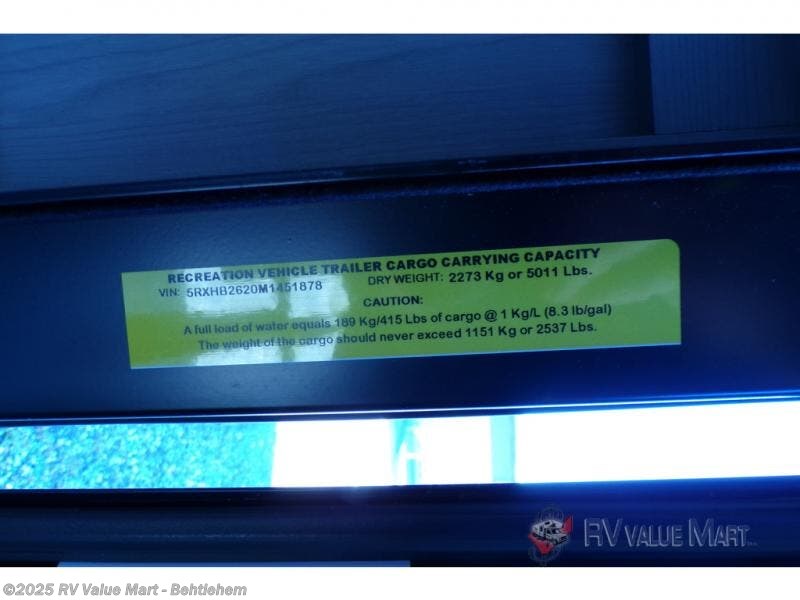 RECREATION VEHICLE TRAILER CARGO CARRYING CAPACITY
VIN: 5RXHB2620M1451878 DRY WEIGHT: 2273 Kg or 5011 Lbs.
CAUTION:
A full load of water equals 189 Kg/415 Lbs of cargo @ 1 Kg/L (8.3 lb/gal)
The weight of the cargo should never exceed 1151 Kg or 2537 Lbs.
RV VALUE MART
©2025 RV Value Mart - Behtlehem